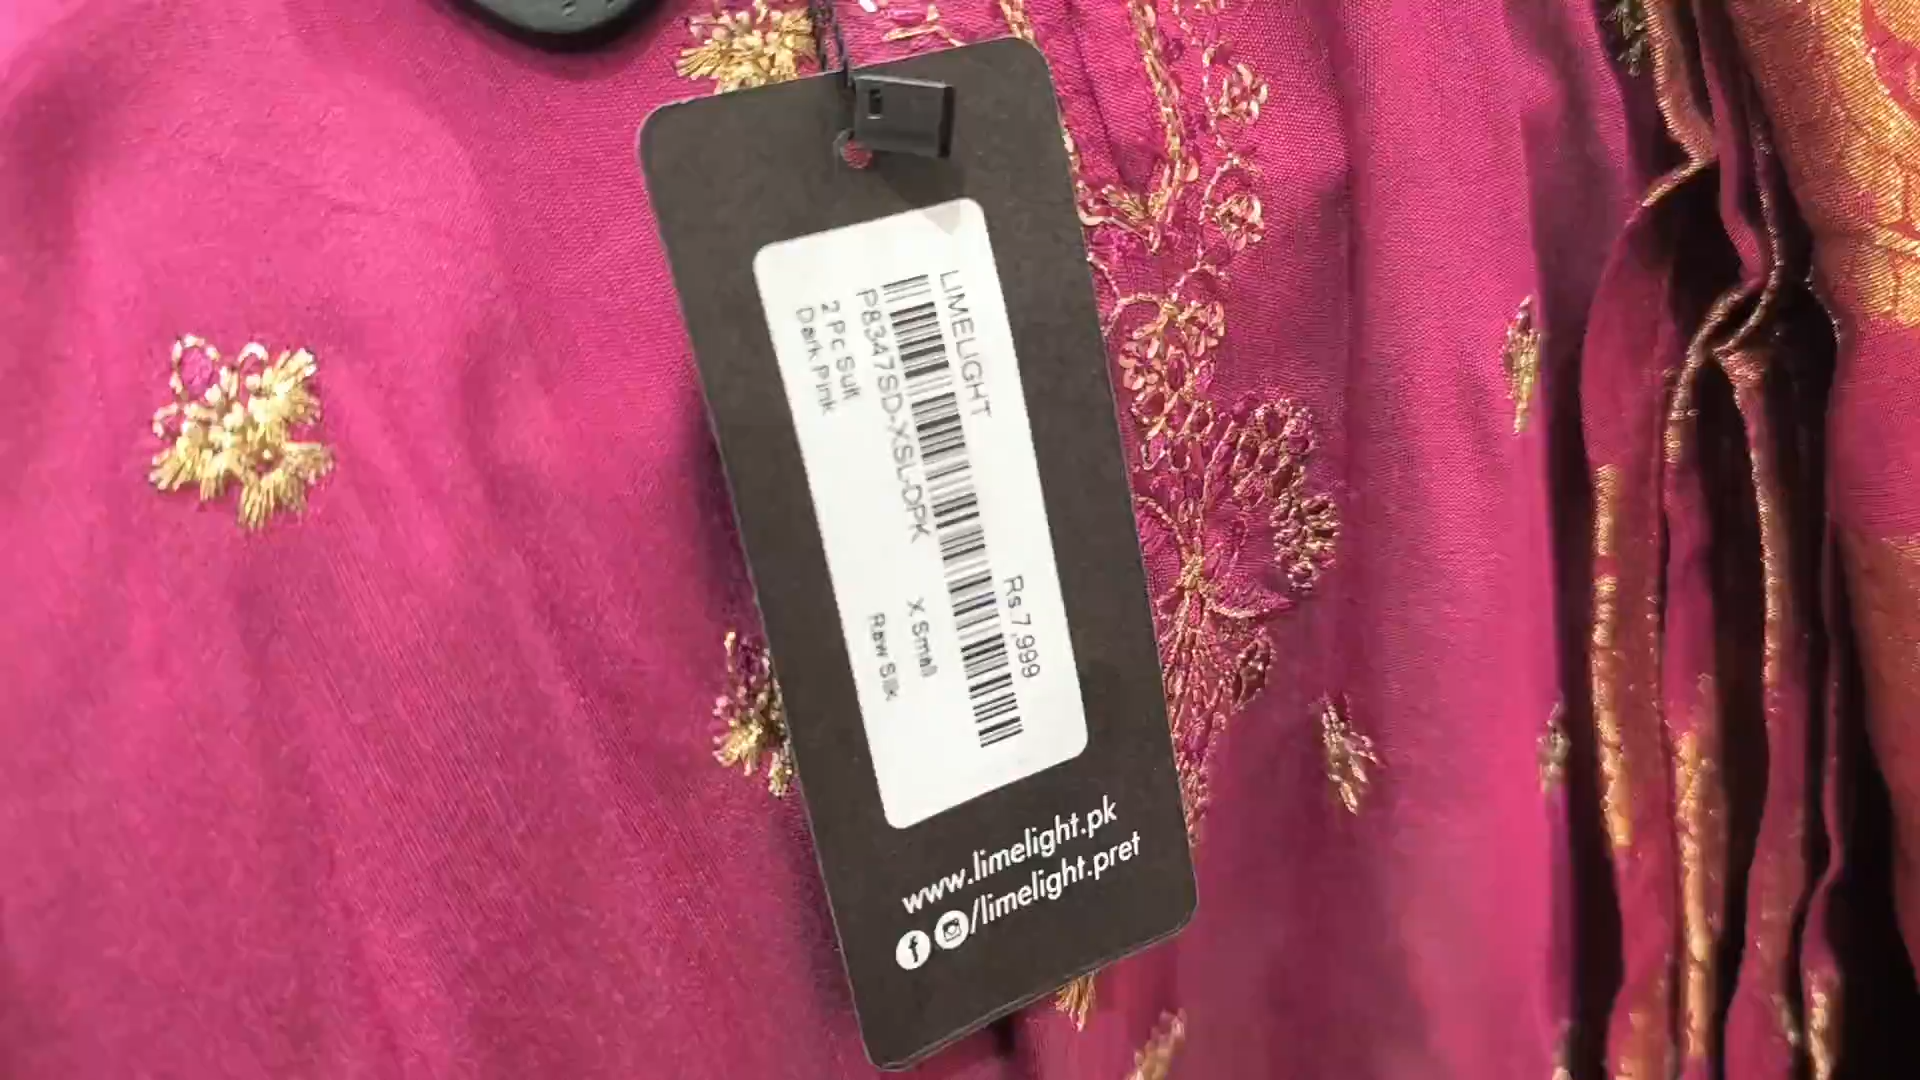 LIMELIGHT
Rs.7,999
P8347SD-XSL-DPK
2 Pc Suit
X Small
Dark Pink
Raw Silk
www.limelight.pk
/limelight.pret